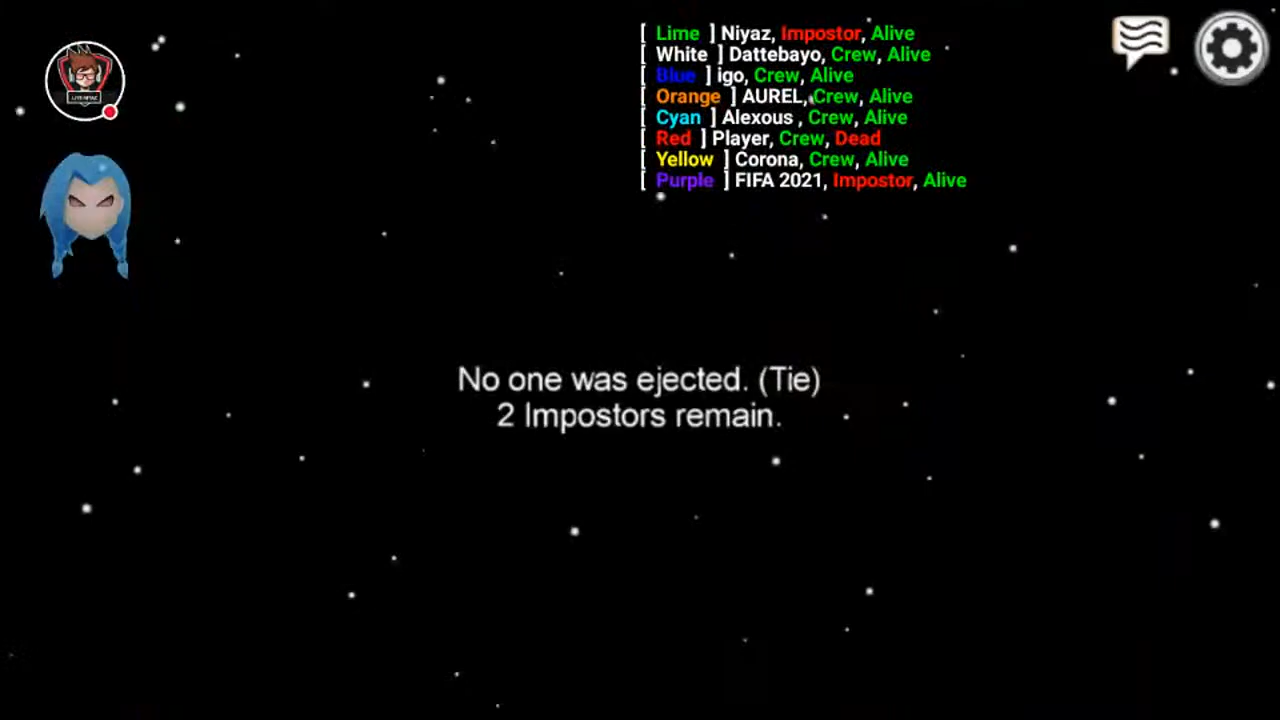 [ Lime ] Niyaz, Impostor, Alive
[ White ] Dattebayo, Crew, Alive
[ Blue ] igo, Crew, Alive
[ Orange ] AUREL, Crew, Alive
[ Cyan ] Alexous , Crew, Alive
[ Red ] Player, Crew, Dead
[ Yellow ] Corona, Crew, Alive
[ Purple ] FIFA 2021, Impostor, Alive
No one was ejected. (Tie)
2 Impostors remain.